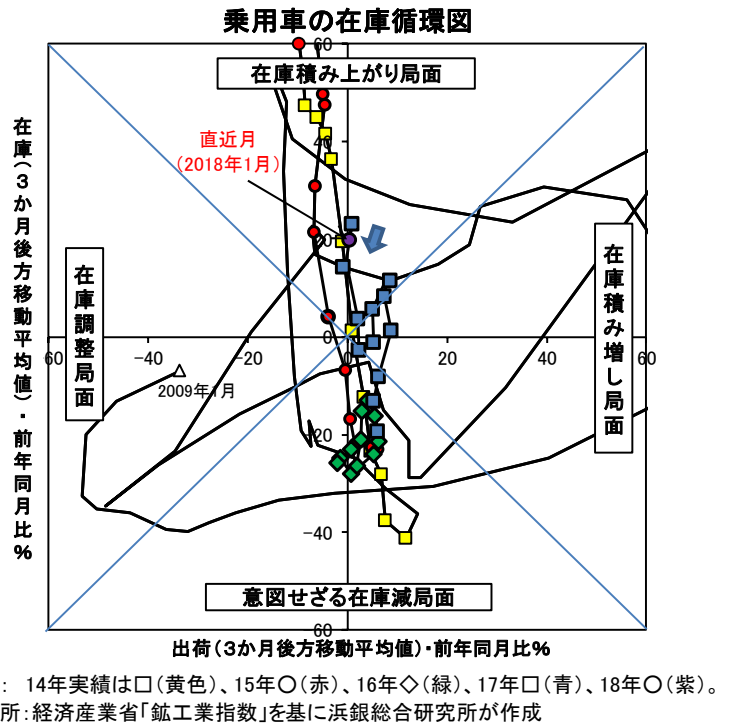 乗用車の在庫循環図
60
在庫積み上がり局面
40
直近月
(2018年1月)
20
在庫(3か月後方移動平均値)・前年同月比%
在庫調整局面
在庫積み増し局面
0
60 −40 −20 0 20 40 60
2009年1月
−20
−40
意図せざる在庫減局面
60
出荷(3か月後方移動平均値)・前年同月比%
: 14年実績は□(黄色)、15年○(赤)、16年◇(緑)、17年□(青)、18年○(紫)。
所:経済産業省「鉱工業指数」を基に浜銀総合研究所が作成